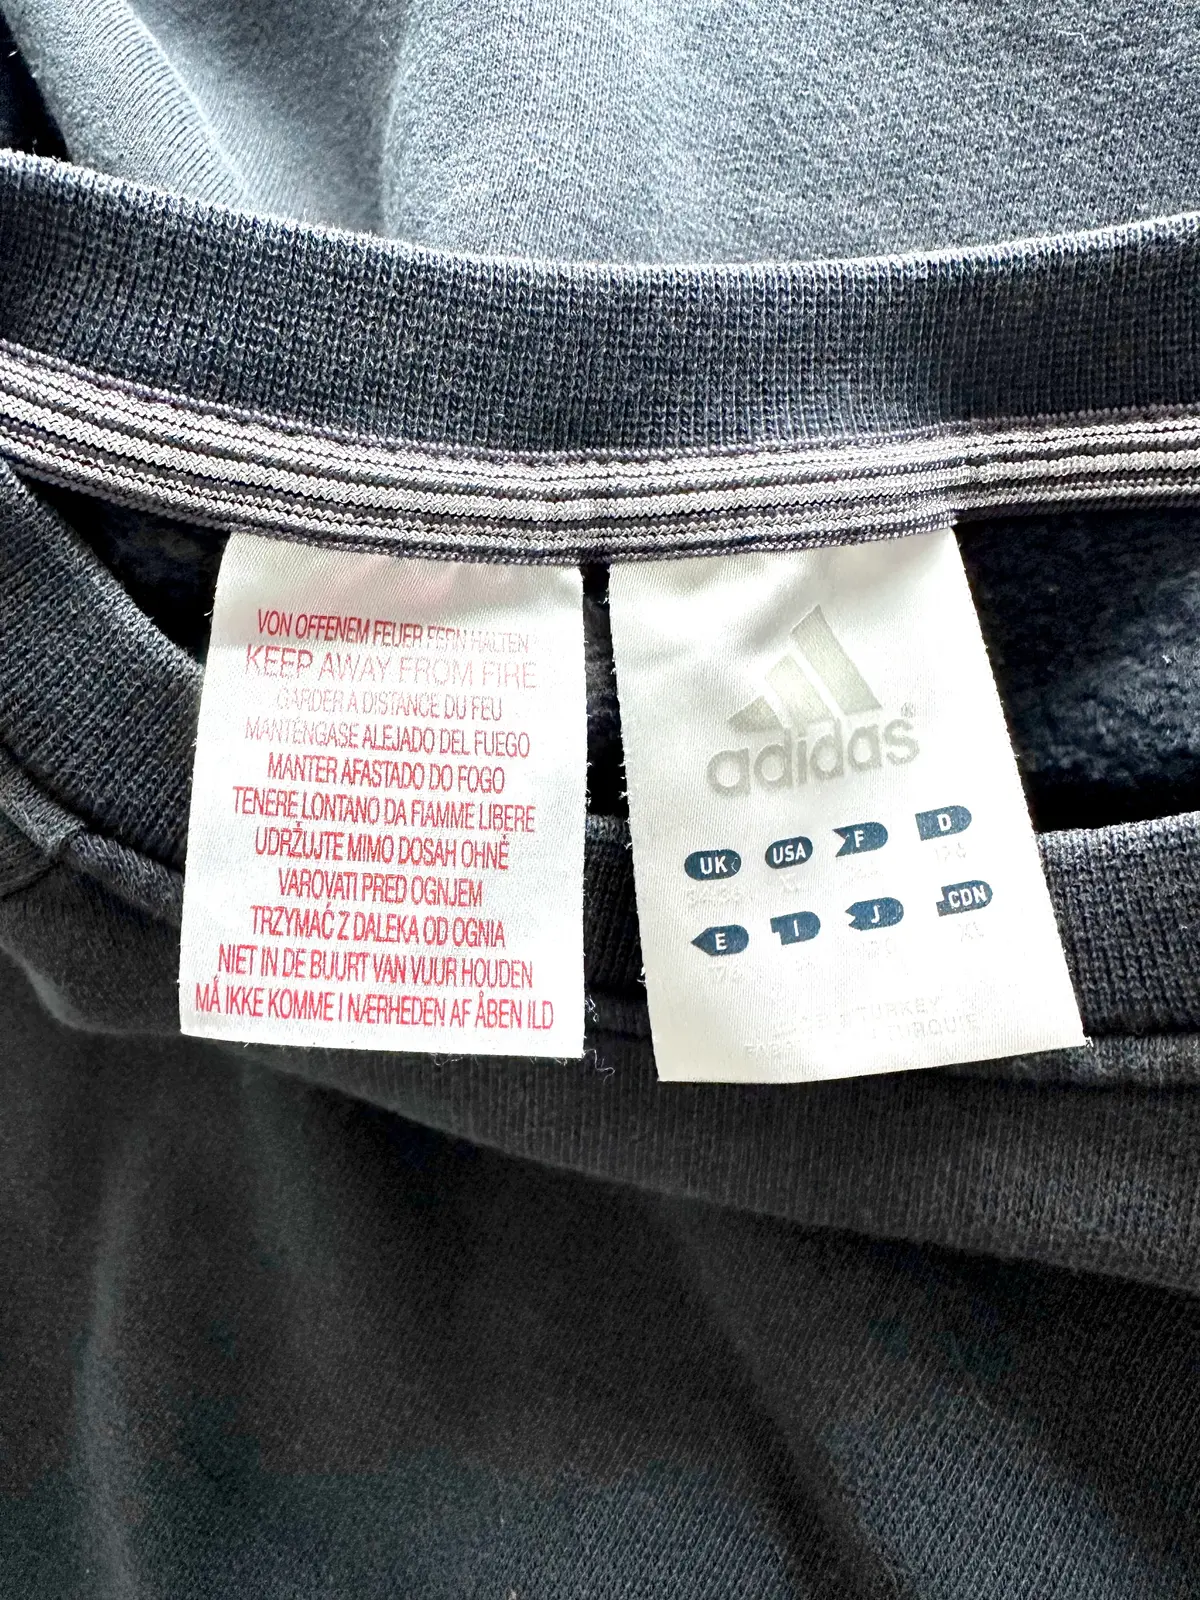 VON OFFENEM FEUER FERN HALTEN
KEEP AWAY FROM FIRE
GARDER A DISTANCE DU FEU
MANTÉNGASE ALEJADO DEL FUEGO
MANTER AFASTADO DO FOGO
TENERE LONTANO DA FIAMME LIBERE
UDRŽUJTE MIMO DOSAH OHNĚ
VAROVATI PRED OGNJEM
TRZYMAĆ Z DALEKA OD OGNIA
NIET IN DE BUURT VAN VUUR HOUDEN
MÅ IKKE KOMME I NÆRHEDEN AF ÅBEN ILD
adidas®
UK USA F D
176
E I J CDN
176 XL
TURKEY
TURQUIE